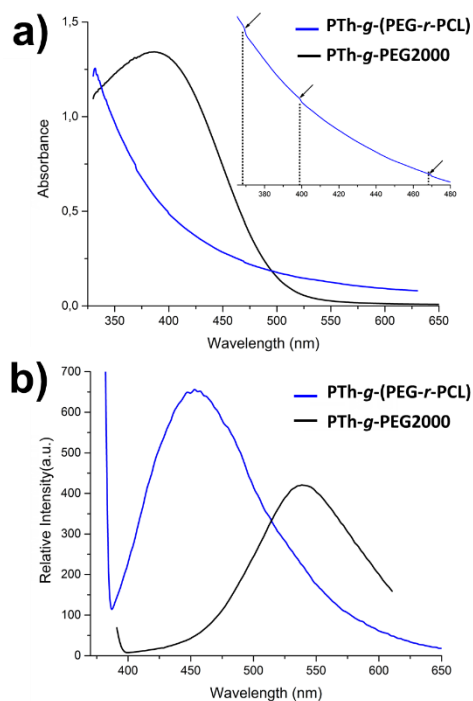 a)
PTh-g-(PEG-r-PCL)
PTh-g-PEG2000
1,5
1,0
0,5
0,0
Absorbance
380 400 420 440 460 480
350 400 450 500 550 600 650
Wavelength (nm)
b)
PTh-g-(PEG-r-PCL)
PTh-g-PEG2000
700
600
500
400
300
200
100
0
Relative Intensity(a.u.)
400 450 500 550 600 650
Wavelength (nm)